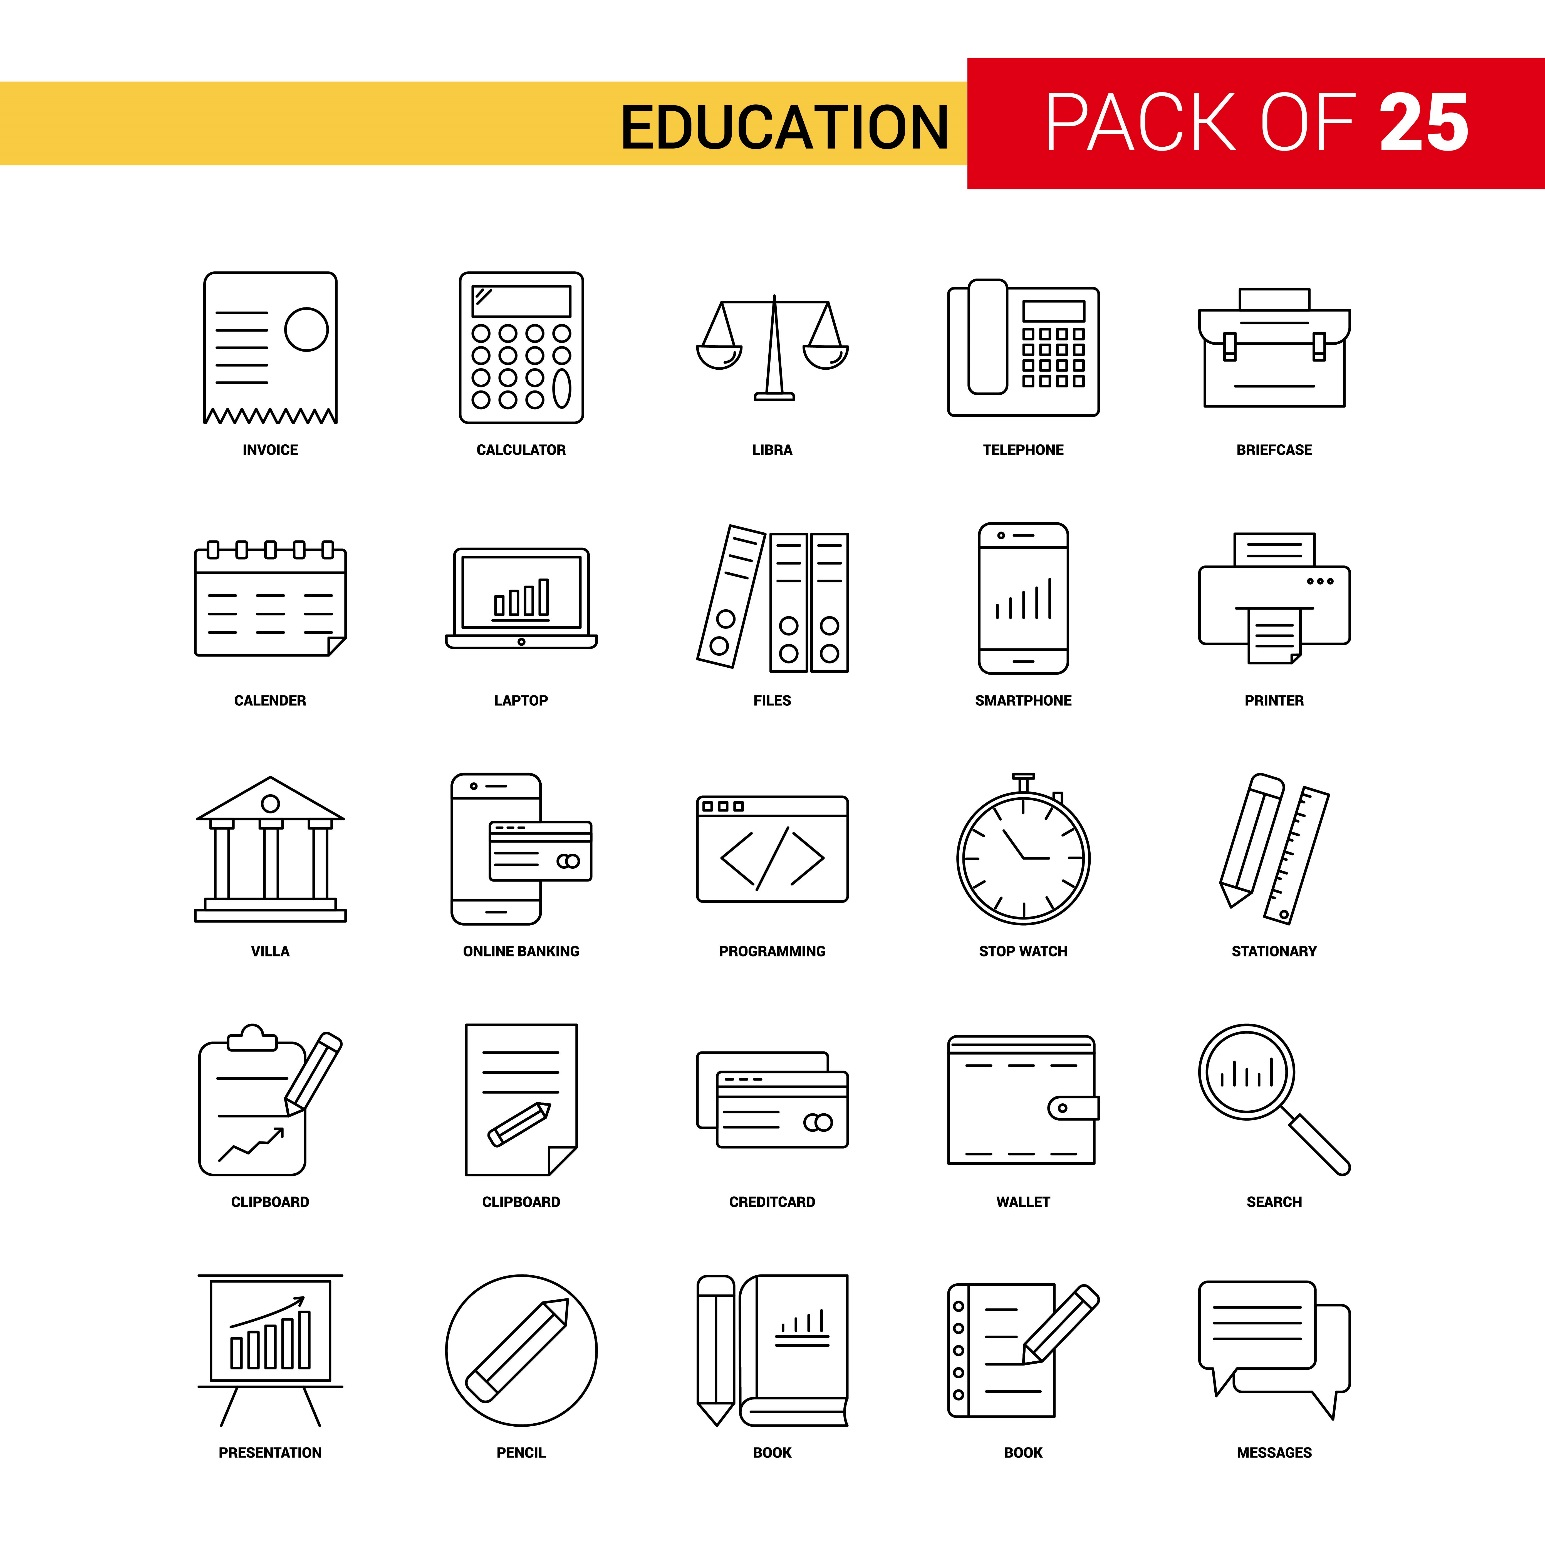 EDUCATION PACK OF 25
INVOICE CALCULATOR LIBRA TELEPHONE BRIEFCASE
CALENDER LAPTOP FILES SMARTPHONE PRINTER
VILLA ONLINE BANKING PROGRAMMING STOP WATCH STATIONARY
CLIPBOARD CLIPBOARD CREDITCARD WALLET SEARCH
PRESENTATION PENCIL BOOK BOOK MESSAGES